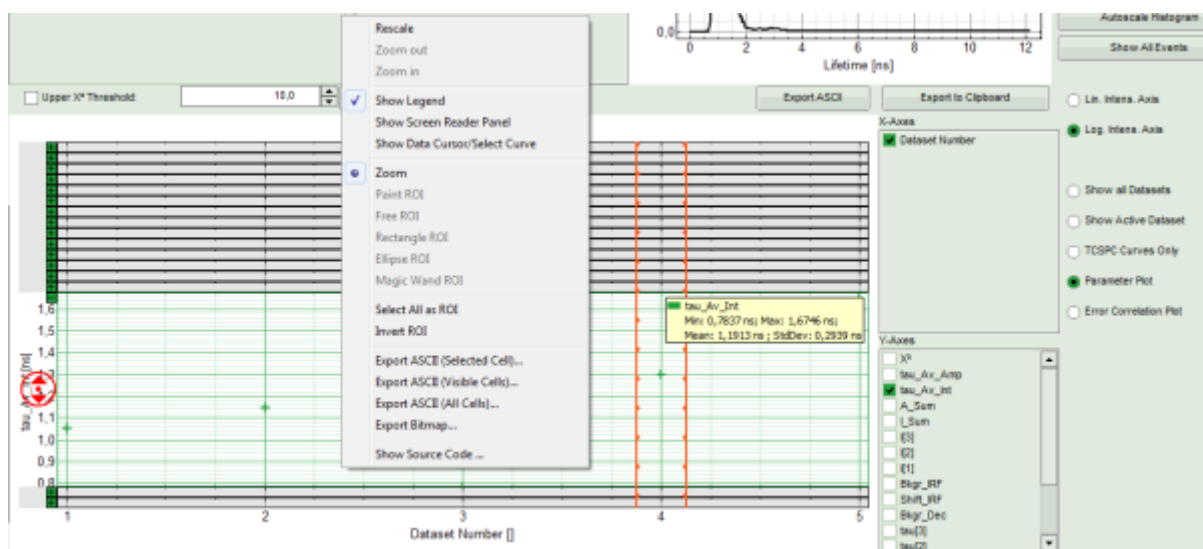 Rescale
Zoom out
Zoom in
Show Legend
Show Screen Reader Panel
Show Data Cursor/Select Curve
Zoom
Paint ROI
Free ROI
Rectangle ROI
Ellipse ROI
Magic Wand ROI
Select All as ROI
Invert ROI
Export ASCII (Selected Cell)...
Export ASCII (Visible Cells)...
Export ASCII (All Cells)...
Export Bitmap...
Show Source Code ...
0,0
0 2 4 6 8 10 12
Lifetime [ns]
Autoscale Histogram
Show All Events
Upper X² Threshold:
10,0
Export ASCII
Export to Clipboard
Lin. Intens. Axis
Log. Intens. Axis
Show all Datasets
Show Active Dataset
TCSPC Curves Only
Parameter Plot
Error Correlation Plot
X-Axes
Dataset Number
Y-Axes
X²
tau_Av_Amp
tau_Av_Int
A_Sum
I_Sum
I[3]
I[2]
I[1]
Bkgr_IRF
Shift_IRF
Bkgr_Dec
tau[3]
tau[2]
tau_Av_Int
Min: 0,7837 ns; Max: 1,6746 ns;
Mean: 1,1913 ns ; StdDev: 0,2939 ns
1,6
1,5
1,4
1,1
1,0
0,9
0,8
1 2 3 4 5
Dataset Number []